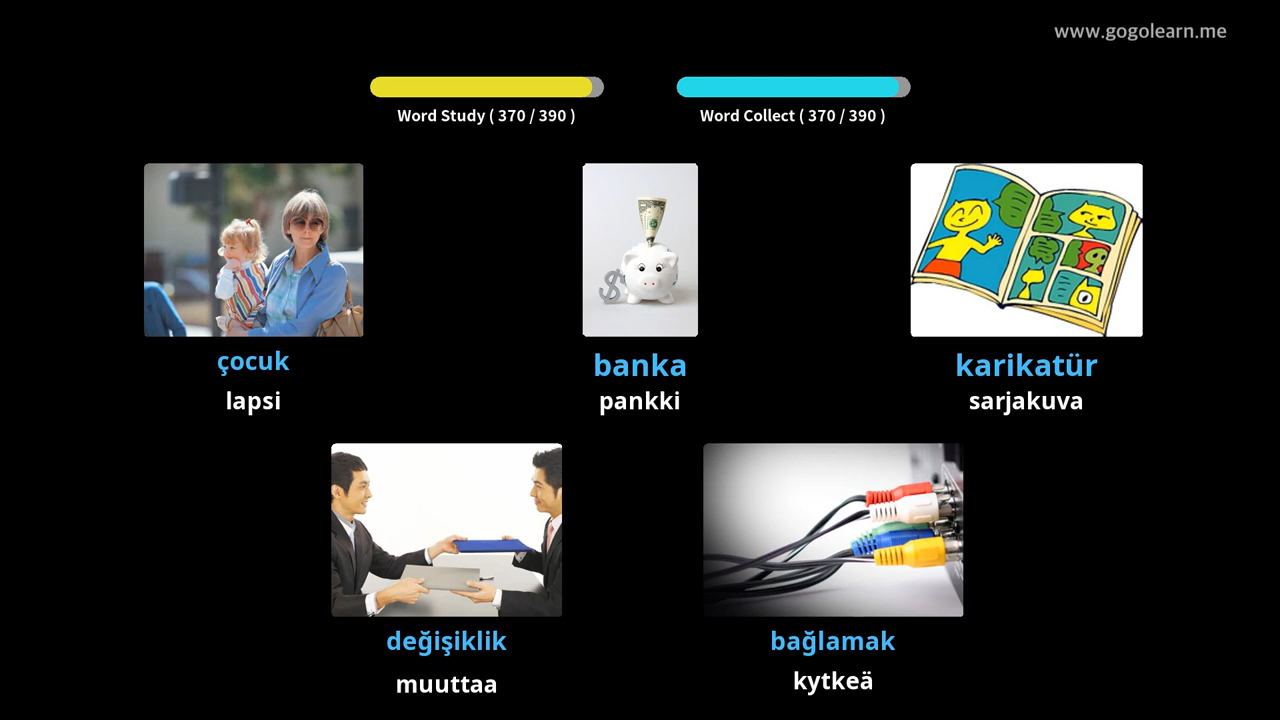 www.gogolearn.me
Word Study ( 370 / 390 )
Word Collect ( 370 / 390 )
çocuk
lapsi
banka
pankki
karikatür
sarjakuva
değişiklik
muuttaa
bağlamak
kytkeä